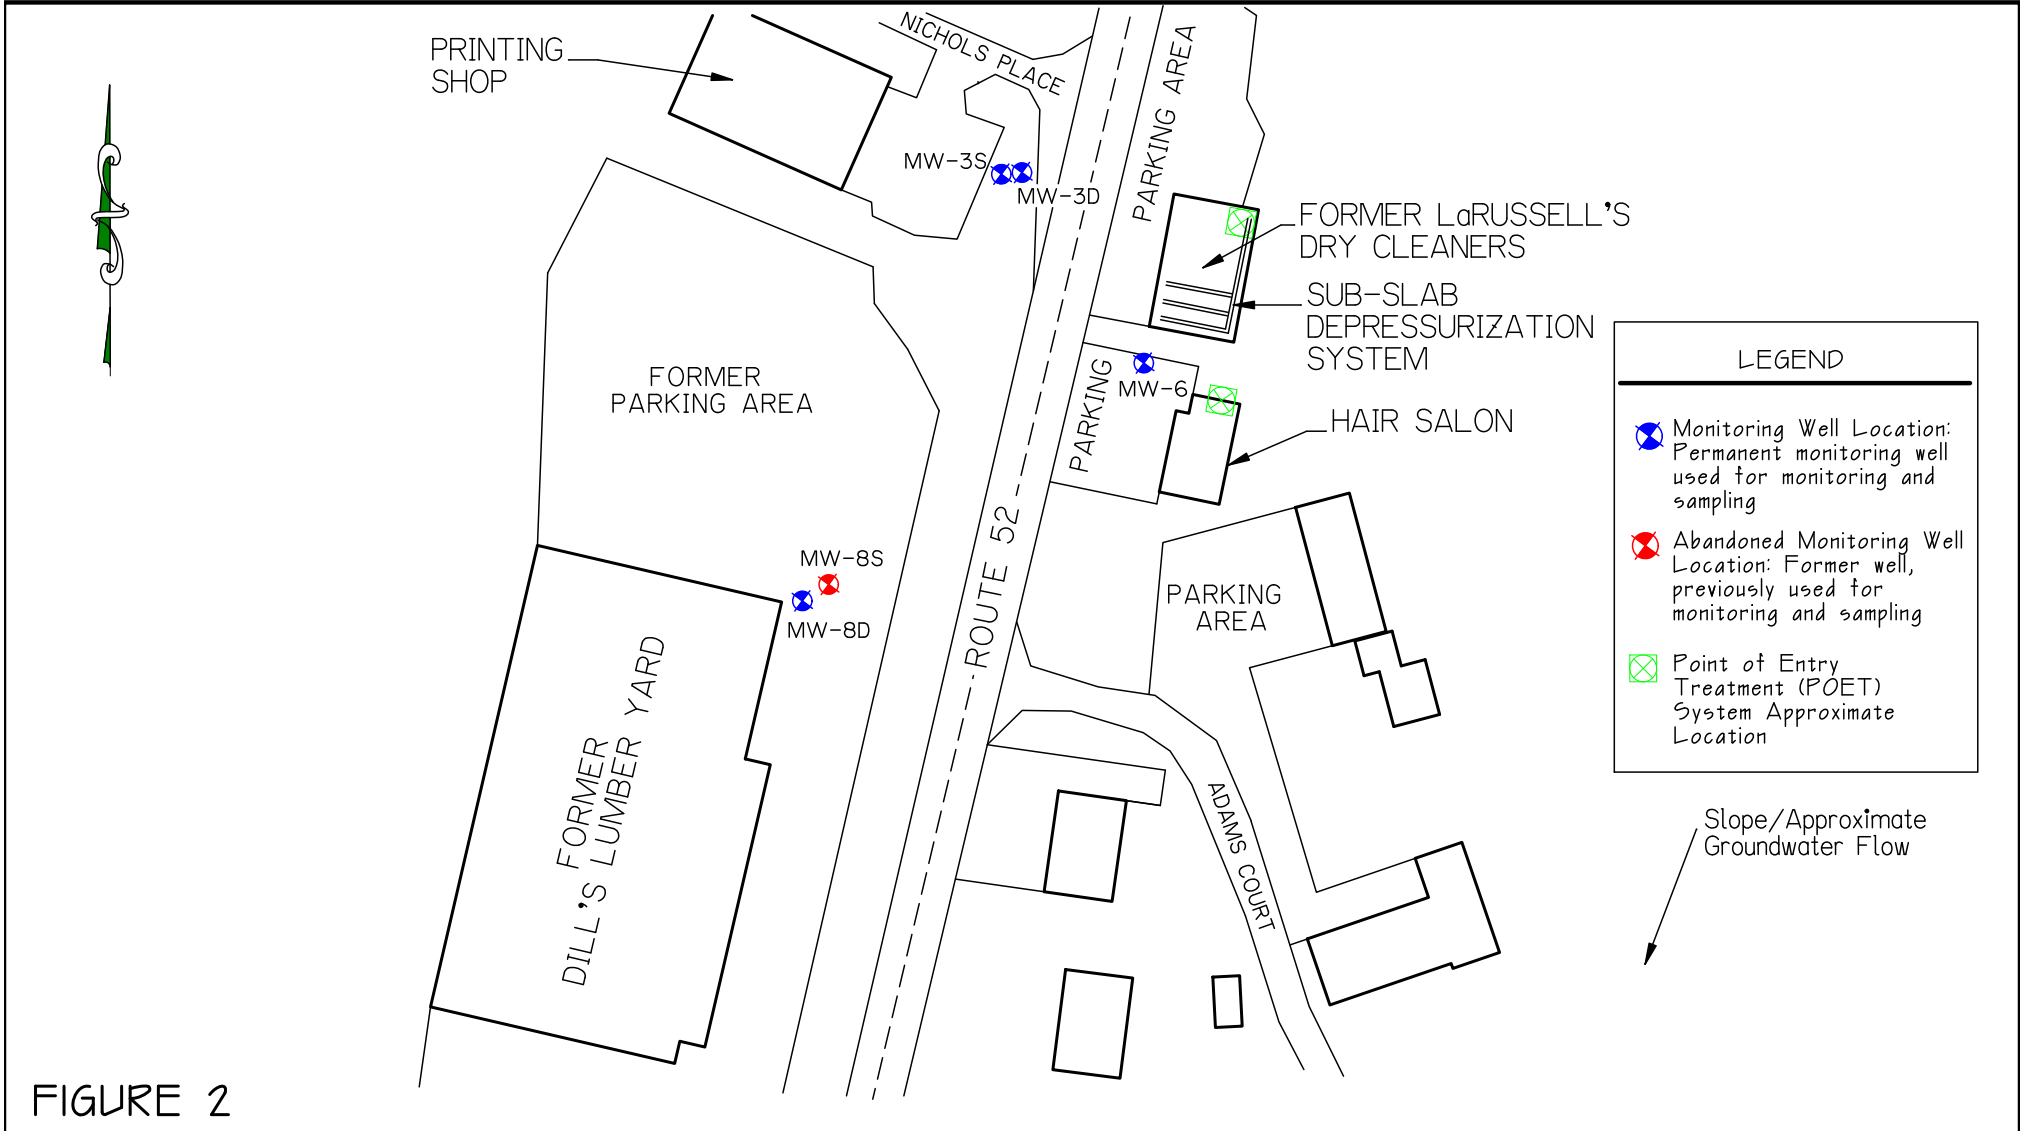 PRINTING
SHOP
NICHOLS PLACE
PARKING AREA
MW-3S
MW-3D
FORMER LaRUSSELL'S
DRY CLEANERS
SUB-SLAB
DEPRESSURIZATION
SYSTEM
FORMER
PARKING AREA
PARKING
MW-6
HAIR SALON
MW-8S
MW-8D
ROUTE 52
PARKING
AREA
FORMER
DILL'S LUMBER YARD
ADAMS COURT
LEGEND
Monitoring Well Location:
Permanent monitoring well
used for monitoring and
sampling
Abandoned Monitoring Well
Location: Former well,
previously used for
monitoring and sampling
Point of Entry
Treatment (POET)
System Approximate
Location
Slope/Approximate
Groundwater Flow
FIGURE 2